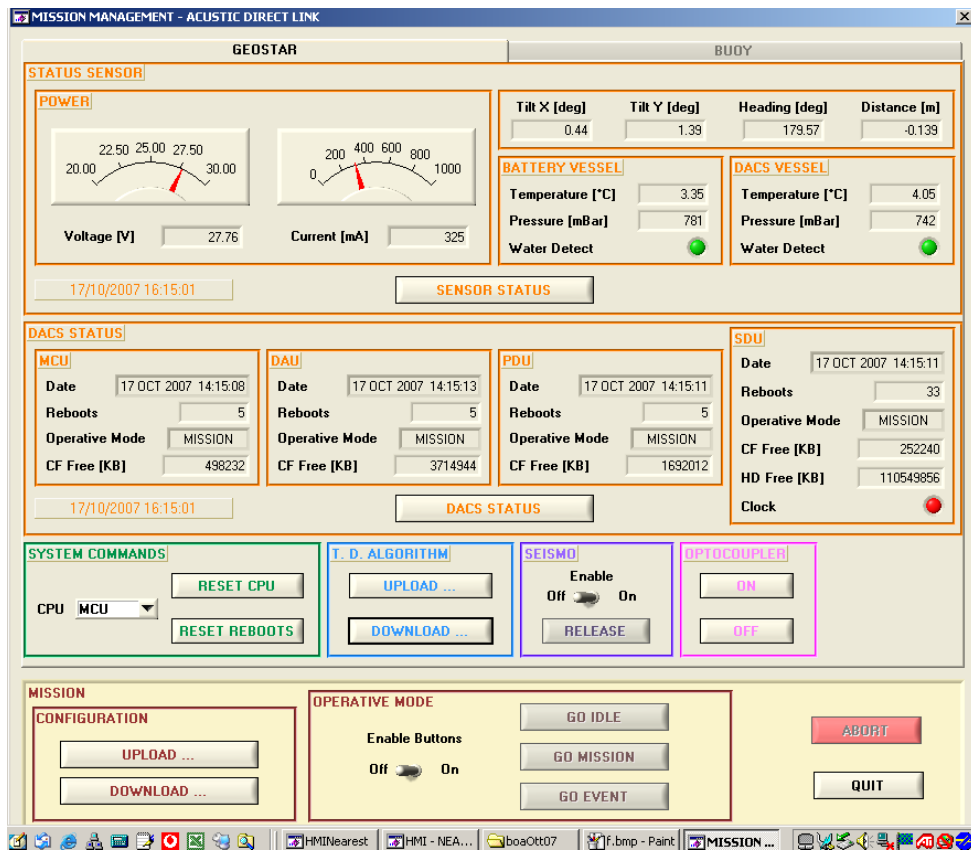 MISSION MANAGEMENT - ACUSTIC DIRECT LINK
GEOSTAR BUOY
STATUS SENSOR
POWER
20.00 22.50 25.00 27.50 30.00
0 200 400 600 800 1000
Voltage [V] 27.76 Current [mA] 325
Tilt X [deg] Tilt Y [deg] Heading [deg] Distance [m]
0.44 1.39 179.57 -0.139
BATTERY VESSEL
Temperature [°C] 3.35
Pressure [mBar] 781
Water Detect
DACS VESSEL
Temperature [°C] 4.05
Pressure [mBar] 742
Water Detect
17/10/2007 16:15:01 SENSOR STATUS
DACS STATUS
MCU
Date 17 OCT 2007 14:15:08
Reboots 5
Operative Mode MISSION
CF Free [KB] 498232
DAU
Date 17 OCT 2007 14:15:13
Reboots 5
Operative Mode MISSION
CF Free [KB] 3714944
PDU
Date 17 OCT 2007 14:15:11
Reboots 5
Operative Mode MISSION
CF Free [KB] 1692012
SDU
Date 17 OCT 2007 14:15:11
Reboots 33
Operative Mode MISSION
CF Free [KB] 252240
HD Free [KB] 110549856
Clock
17/10/2007 16:15:01 DACS STATUS
SYSTEM COMMANDS
CPU MCU
RESET CPU
RESET REBOOTS
T. D. ALGORITHM
UPLOAD ...
DOWNLOAD ...
SEISMO
Enable
Off On
RELEASE
OPTOCOUPLER
ON
OFF
MISSION
CONFIGURATION
UPLOAD ...
DOWNLOAD ...
OPERATIVE MODE
Enable Buttons
Off On
GO IDLE
GO MISSION
GO EVENT
ABORT
QUIT
HMINearest HMI - NEA... boaOtt07 f.bmp - Paint MISSION ...